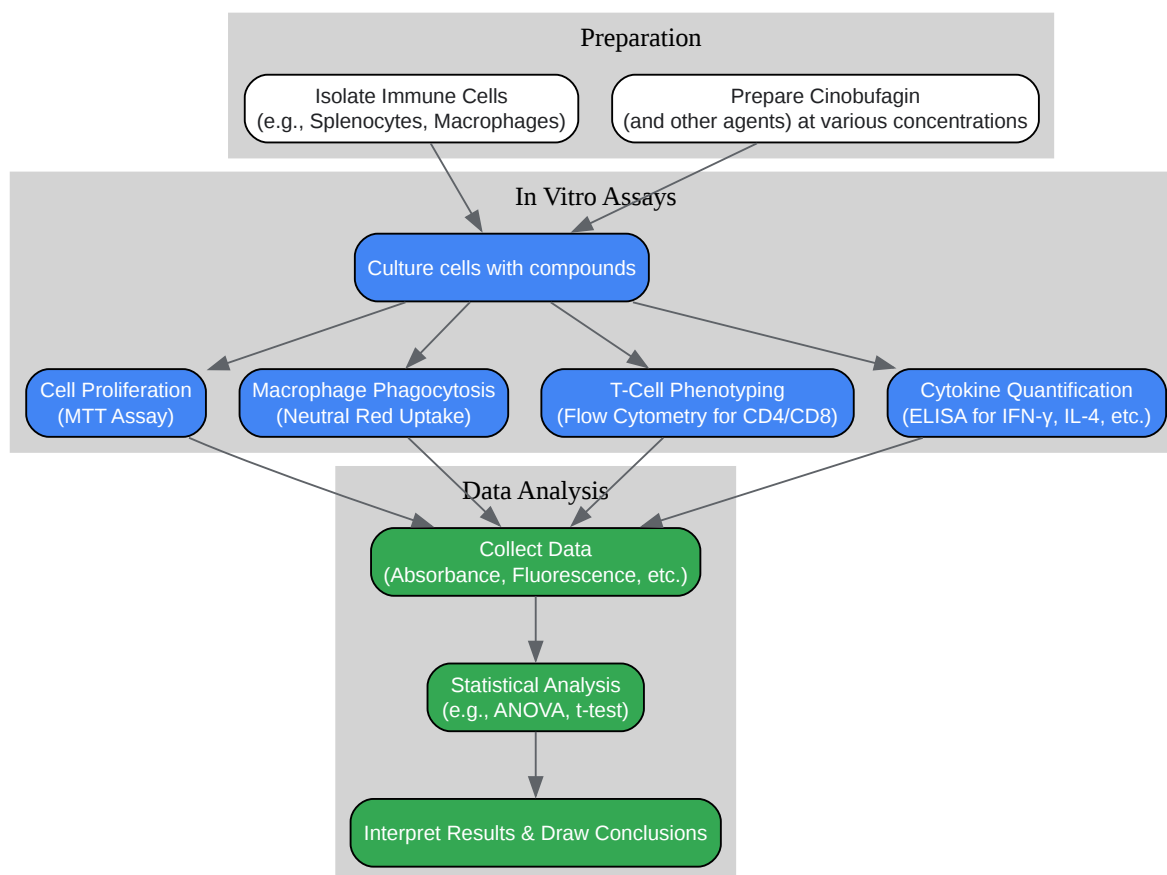 Preparation
Isolate Immune Cells
(e.g., Splenocytes, Macrophages)
Prepare Cinobufagin
(and other agents) at various concentrations
In Vitro Assays
Culture cells with compounds
Cell Proliferation
(MTT Assay)
Macrophage Phagocytosis
(Neutral Red Uptake)
T-Cell Phenotyping
(Flow Cytometry for CD4/CD8)
Cytokine Quantification
(ELISA for IFN-γ, IL-4, etc.)
Data Analysis
Collect Data
(Absorbance, Fluorescence, etc.)
Statistical Analysis
(e.g., ANOVA, t-test)
Interpret Results & Draw Conclusions